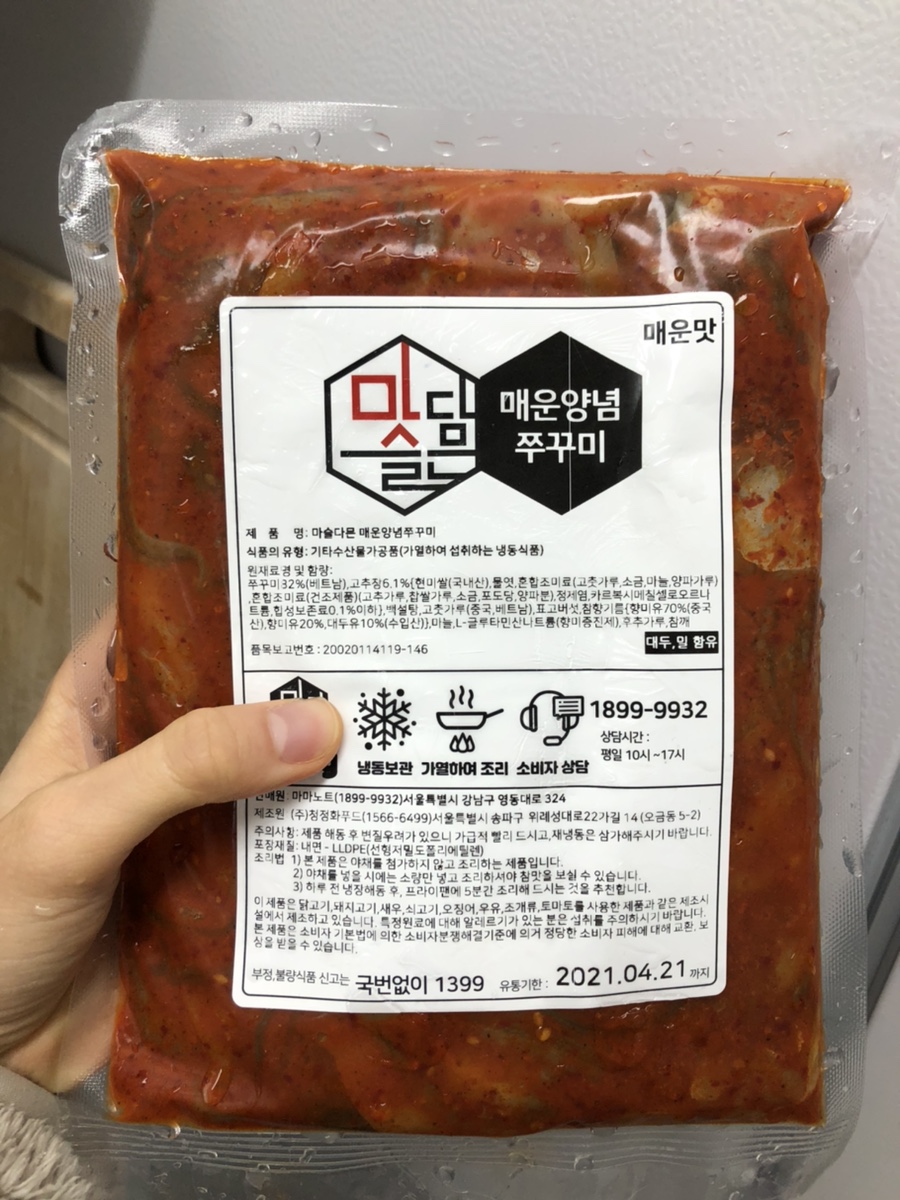 매운맛
맛담
슬몬
매운양념
쭈꾸미
제 품 명: 마슬다몬 매운양념쭈꾸미
식품의 유형: 기타수산물가공품(가열하여 섭취하는 냉동식품)
원재료명 및 함량:
쭈꾸미32%(베트남),고추장6.1%{현미쌀(국내산),물엿,혼합조미료(고춧가루,소금,마늘,양파가루)
,혼합조미료(건조제품)(고추가루,찹쌀가루,소금,포도당,양파분),정제염,카르복시메칠셀로오르나
트륨,합성보존료0.1%이하},백설탕,고춧가루(중국,베트남),표고버섯,참향기름{향미유70%(중국
산),향미유20%,대두유10%(수입산)},마늘,L-글루타민산나트륨(향미증진제),후추가루,참깨
대두,밀 함유
품목보고번호 : 20020114119-146
냉동보관 가열하여 조리 소비자 상담
1899-9932
상담시간 :
평일 10시~17시
판매원: 마마노트(1899-9932)서울특별시 강남구 영동대로 324
제조원 (주)청정화푸드(1566-6499)서울특별시 송파구 위례성대로22가길 14 (오금동 5-2)
주의사항: 제품 해동 후 변질우려가 있으니 가급적 빨리 드시고,재냉동은 삼가해주시기 바랍니다.
포장재질: 내면 - LLDPE(선형저밀도폴리에틸렌)
조리법 1) 본 제품은 야채를 첨가하지 않고 조리하는 제품입니다.
2) 야채를 넣을 시에는 소량만 넣고 조리하셔야 참맛을 보실 수 있습니다.
3) 하루 전 냉장해동 후, 프라이팬에 5분간 조리해 드시는 것을 추천합니다.
이 제품은 닭고기,돼지고기,새우,쇠고기,오징어,우유,조개류,토마토를 사용한 제품과 같은 제조시
설에서 제조하고 있습니다. 특정원료에 대해 알레르기가 있는 분은 섭취를 주의하시기 바랍니다.
본 제품은 소비자 기본법에 의한 소비자분쟁해결기준에 의거 정당한 소비자 피해에 대해 교환, 보
상을 받을 수 있습니다.
부정,불량식품 신고는 국번없이 1399 유통기한 : 2021.04.21 까지